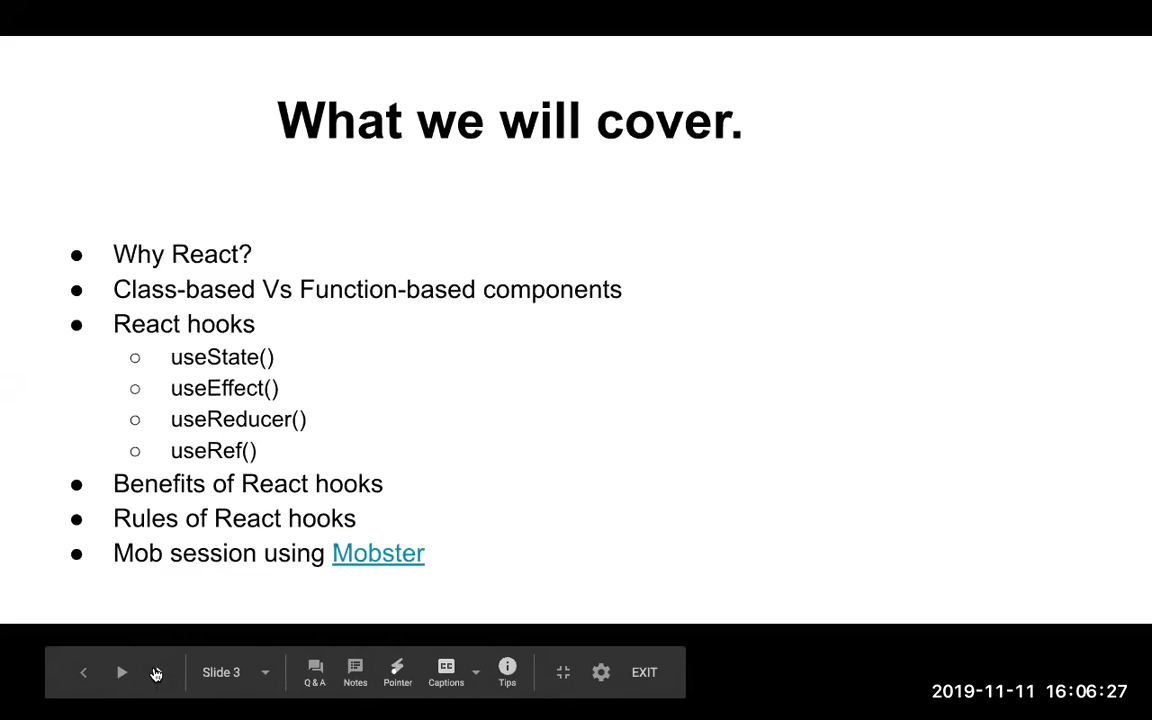 What we will cover.
● Why React?
● Class-based Vs Function-based components
● React hooks
○ useState()
○ useEffect()
○ useReducer()
○ useRef()
● Benefits of React hooks
● Rules of React hooks
● Mob session using Mobster
Slide 3 Q & A Notes Pointer CC Captions Tips EXIT
2019-11-11 16:06:27